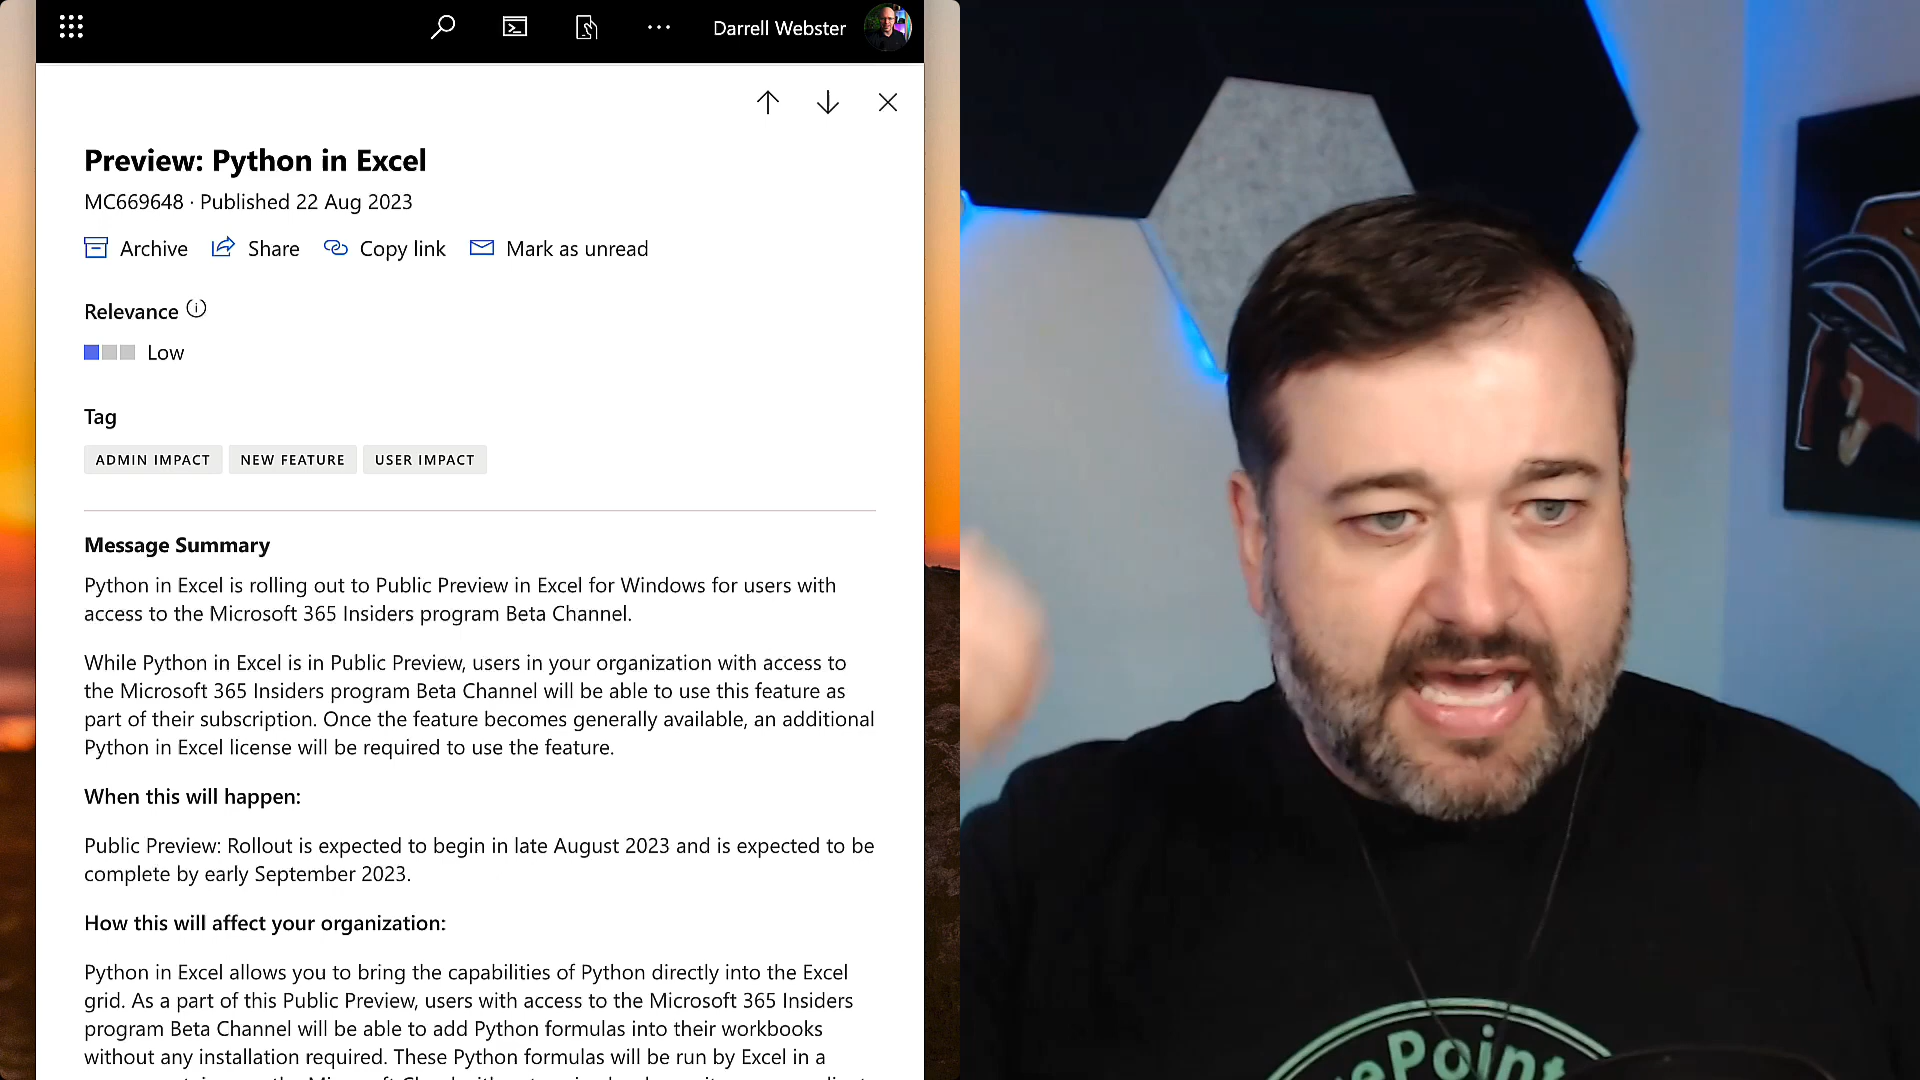 Darrell Webster
Preview: Python in Excel
MC669648 · Published 22 Aug 2023
Archive Share Copy link Mark as unread
Relevance
Low
Tag
ADMIN IMPACT NEW FEATURE USER IMPACT
Message Summary
Python in Excel is rolling out to Public Preview in Excel for Windows for users with
access to the Microsoft 365 Insiders program Beta Channel.
While Python in Excel is in Public Preview, users in your organization with access to
the Microsoft 365 Insiders program Beta Channel will be able to use this feature as
part of their subscription. Once the feature becomes generally available, an additional
Python in Excel license will be required to use the feature.
When this will happen:
Public Preview: Rollout is expected to begin in late August 2023 and is expected to be
complete by early September 2023.
How this will affect your organization:
Python in Excel allows you to bring the capabilities of Python directly into the Excel
grid. As a part of this Public Preview, users with access to the Microsoft 365 Insiders
program Beta Channel will be able to add Python formulas into their workbooks
without any installation required. These Python formulas will be run by Excel in a
ePoint